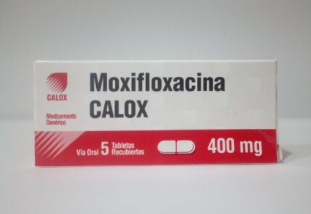 Moxifloxacina
CALOX
CALOX
Medicamento
Genérico
Vía Oral 5 Tabletas
Recubiertas
400 mg